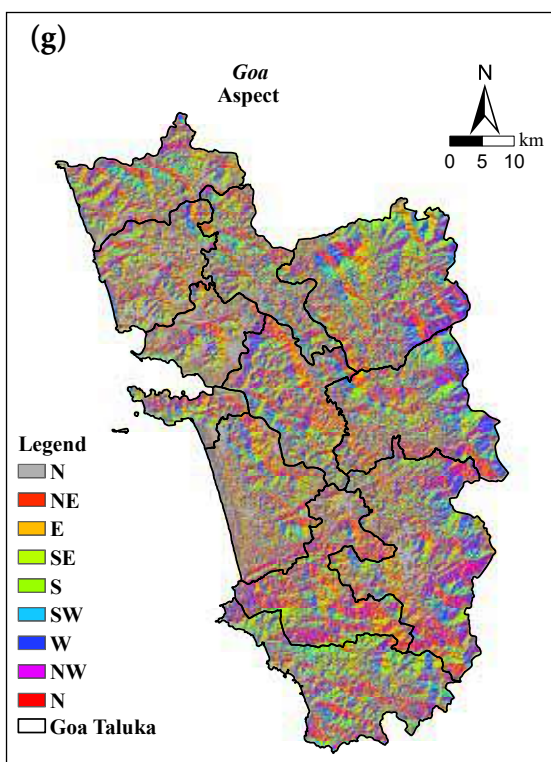 (g)
Goa
Aspect
N
km
0 5 10
Legend
N
NE
E
SE
S
SW
W
NW
N
Goa Taluka